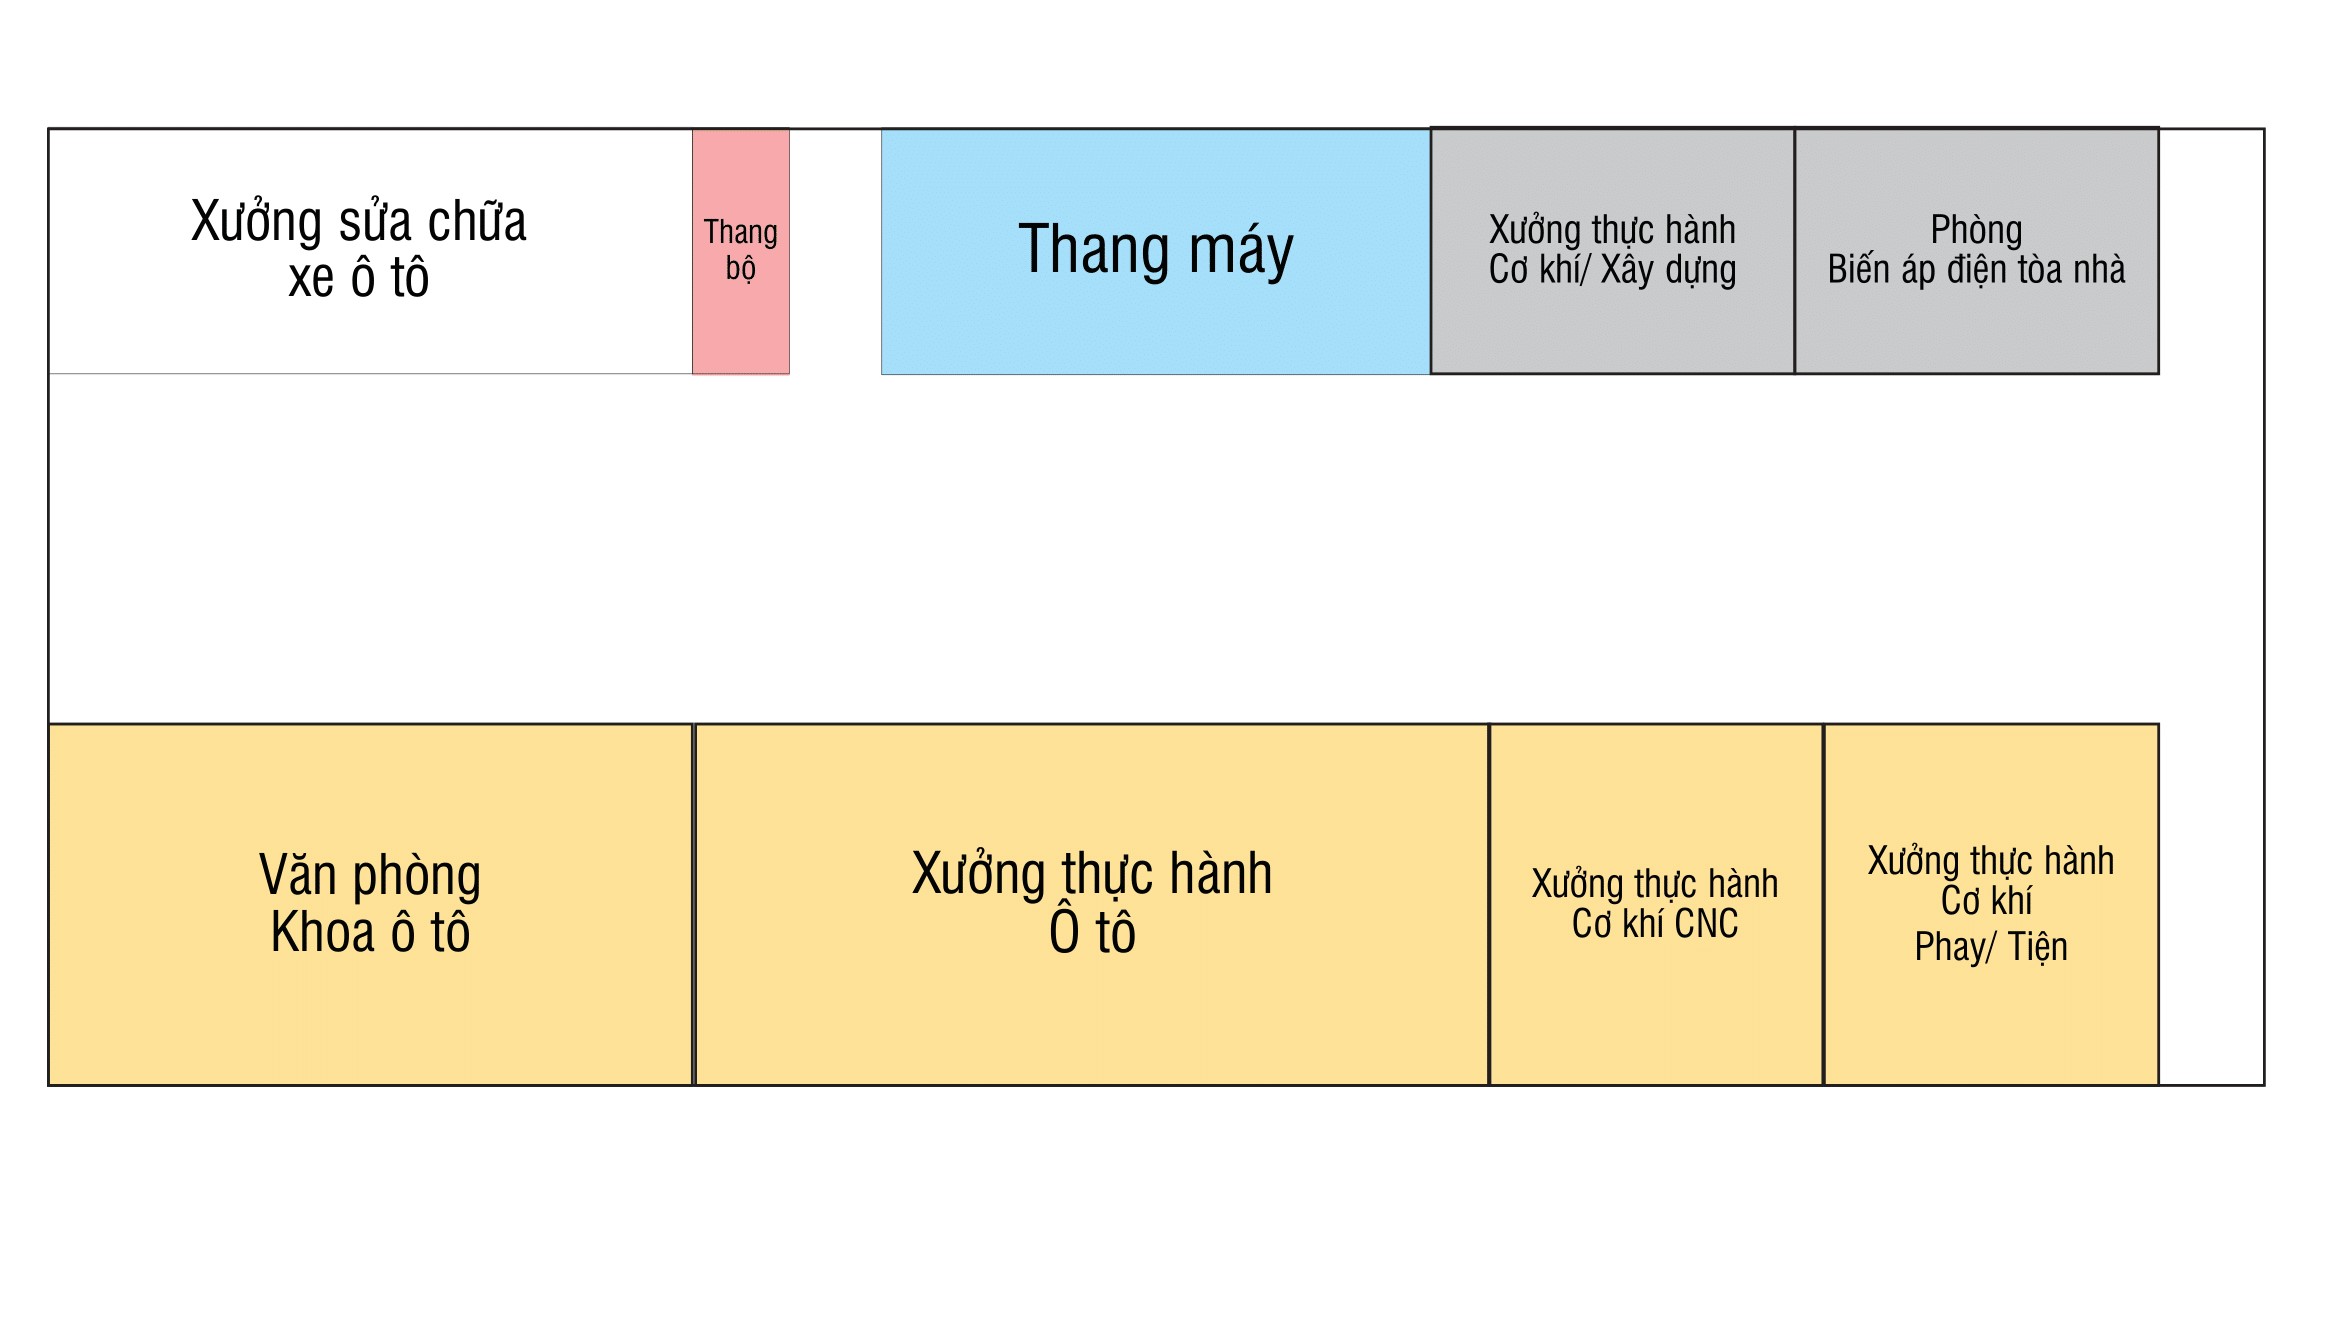 Xưởng sửa chữa
xe ô tô
Thang
bộ
Thang máy
Xưởng thực hành
Cơ khí/ Xây dựng
Phòng
Biến áp điện tòa nhà
Văn phòng
Khoa ô tô
Xưởng thực hành
Ô tô
Xưởng thực hành
Cơ khí CNC
Xưởng thực hành
Cơ khí
Phay/ Tiện